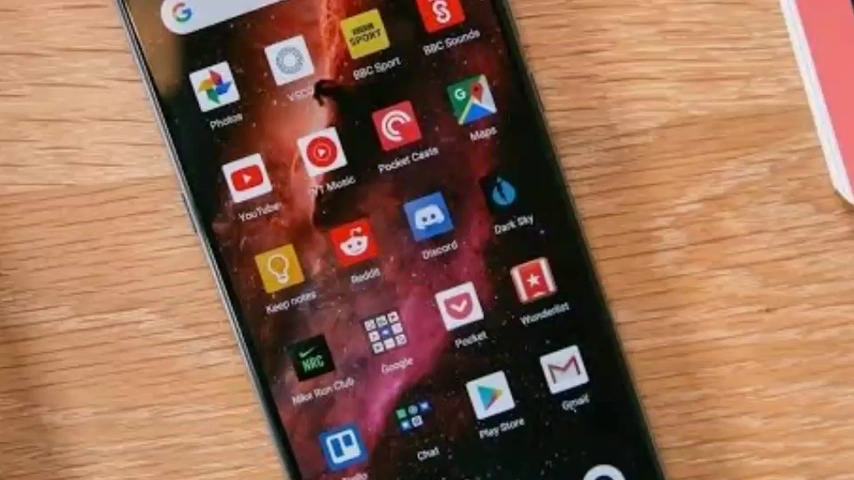 G
Photos
VSCO
BBC
SPORT
BBC Sport
BBC Sounds
YouTube
YT Music
Pocket Casts
G
Maps
Keep notes
Reddit
Discord
Dark Sky
NRC
Nike Run Club
Google
Pocket
Wunderlist
Chat
Play Store
Gmail